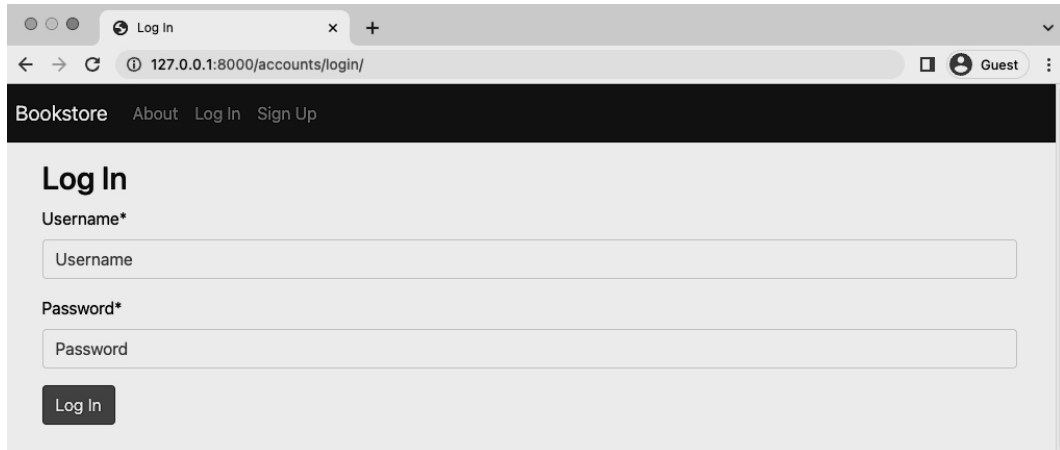 Log In
127.0.0.1:8000/accounts/login/ Guest
Bookstore About Log In Sign Up
Log In
Username*
Username
Password*
Password
Log In